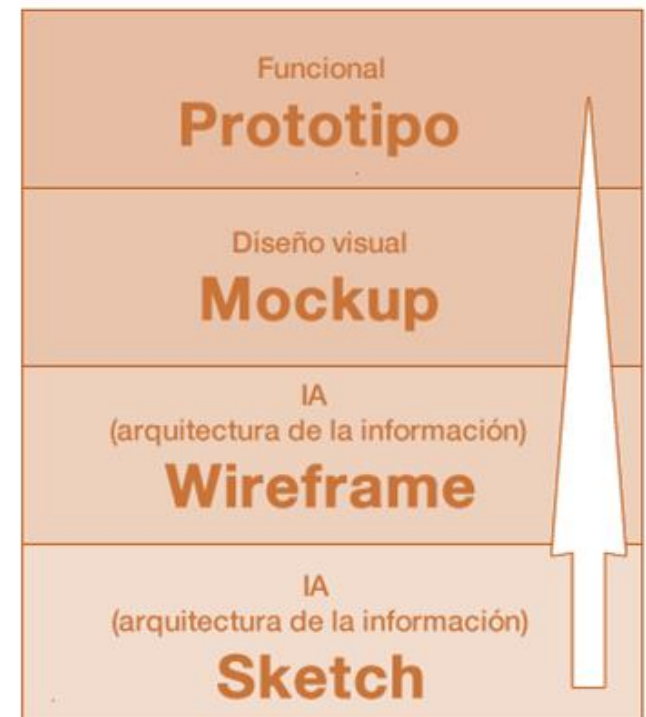 Funcional
Prototipo
Diseño visual
Mockup
IA
(arquitectura de la información)
Wireframe
IA
(arquitectura de la información)
Sketch